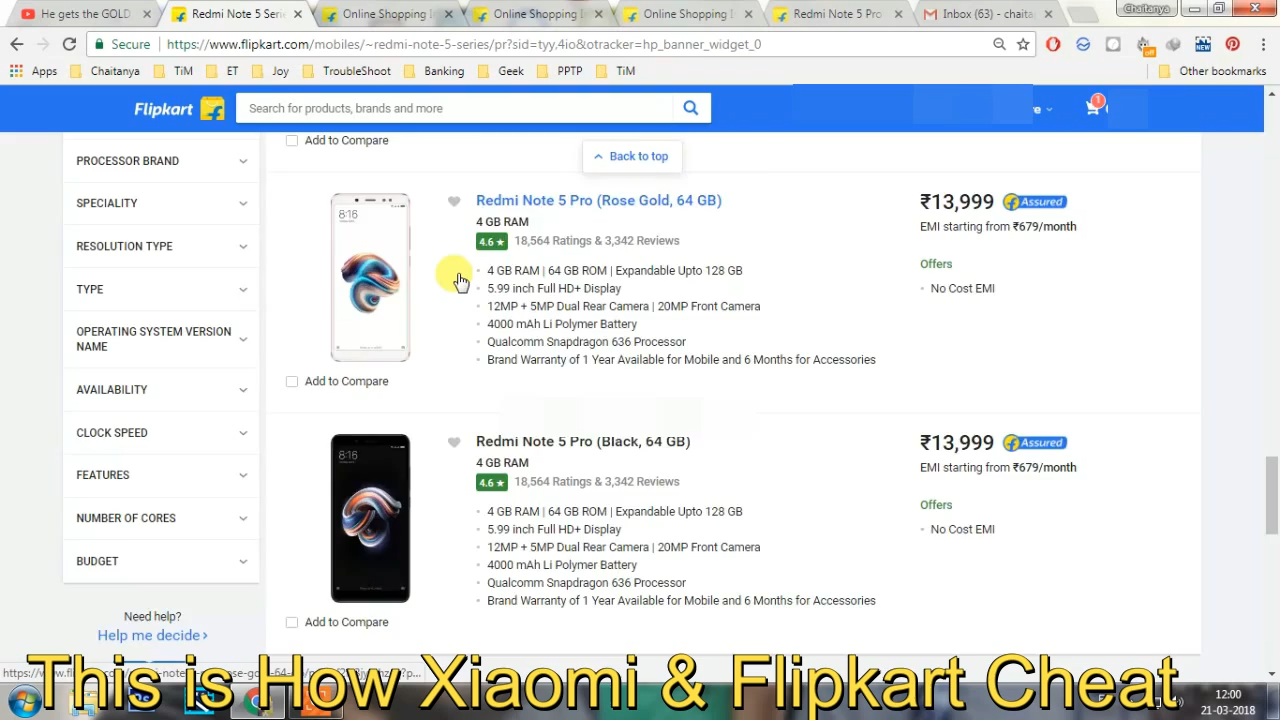 He gets the GOLD
Redmi Note 5 Series
Online Shopping I
Online Shopping I
Online Shopping I
Redmi Note 5 Pro
Inbox (63) - chaita
Chaitanya
Secure
https://www.flipkart.com/mobiles/~redmi-note-5-series/pr?sid=tyy,4io&otracker=hp_banner_widget_0
Apps
Chaitanya
TiM
ET
Joy
TroubleShoot
Banking
Geek
PPTP
TiM
Other bookmarks
Flipkart
Search for products, brands and more
1
PROCESSOR BRAND
SPECIALITY
RESOLUTION TYPE
TYPE
OPERATING SYSTEM VERSION
NAME
AVAILABILITY
CLOCK SPEED
FEATURES
NUMBER OF CORES
BUDGET
Need help?
Help me decide ›
Add to Compare
Back to top
8:16
Redmi Note 5 Pro (Rose Gold, 64 GB)
4 GB RAM
4.6 ★ 18,564 Ratings & 3,342 Reviews
4 GB RAM | 64 GB ROM | Expandable Upto 128 GB
5.99 inch Full HD+ Display
12MP + 5MP Dual Rear Camera | 20MP Front Camera
4000 mAh Li Polymer Battery
Qualcomm Snapdragon 636 Processor
Brand Warranty of 1 Year Available for Mobile and 6 Months for Accessories
₹13,999 Assured
EMI starting from ₹679/month
Offers
No Cost EMI
Add to Compare
8:16
Redmi Note 5 Pro (Black, 64 GB)
4 GB RAM
4.6 ★ 18,564 Ratings & 3,342 Reviews
4 GB RAM | 64 GB ROM | Expandable Upto 128 GB
5.99 inch Full HD+ Display
12MP + 5MP Dual Rear Camera | 20MP Front Camera
4000 mAh Li Polymer Battery
Qualcomm Snapdragon 636 Processor
Brand Warranty of 1 Year Available for Mobile and 6 Months for Accessories
₹13,999 Assured
EMI starting from ₹679/month
Offers
No Cost EMI
Add to Compare
This is How Xiaomi & Flipkart Cheat
12:00
21-03-2018